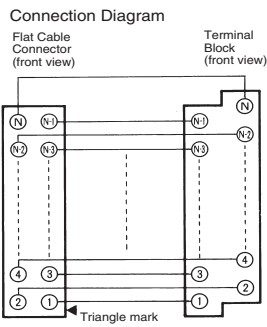 Connection Diagram
Flat Cable
Connector
(front view)
Terminal
Block
(front view)
N N-1 N-1 N
N-2 N-3 N-3 N-2
4 3 3 4
2 1 1 2
Triangle mark